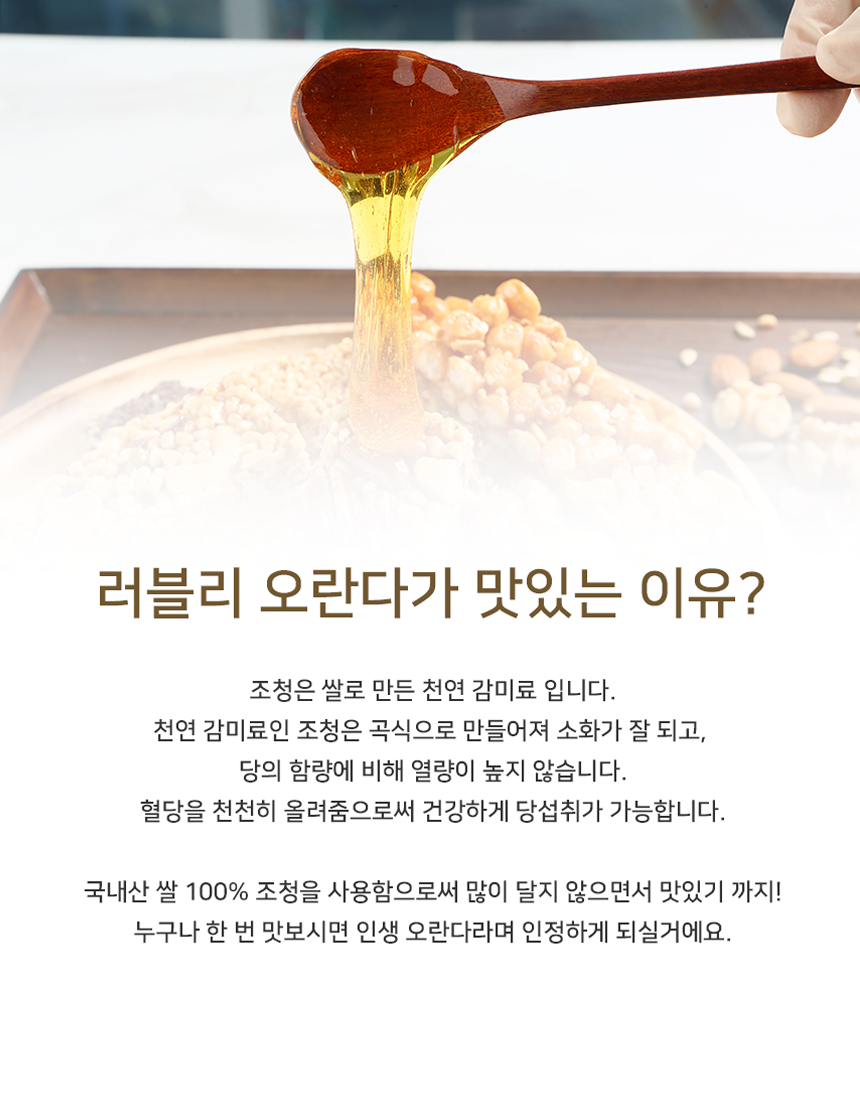 러블리 오란다가 맛있는 이유?
조청은 쌀로 만든 천연 감미료 입니다.
천연 감미료인 조청은 곡식으로 만들어져 소화가 잘 되고,
당의 함량에 비해 열량이 높지 않습니다.
혈당을 천천히 올려줌으로써 건강하게 당섭취가 가능합니다.
국내산 쌀 100% 조청을 사용함으로써 많이 달지 않으면서 맛있기 까지!
누구나 한 번 맛보시면 인생 오란다라며 인정하게 되실거에요.